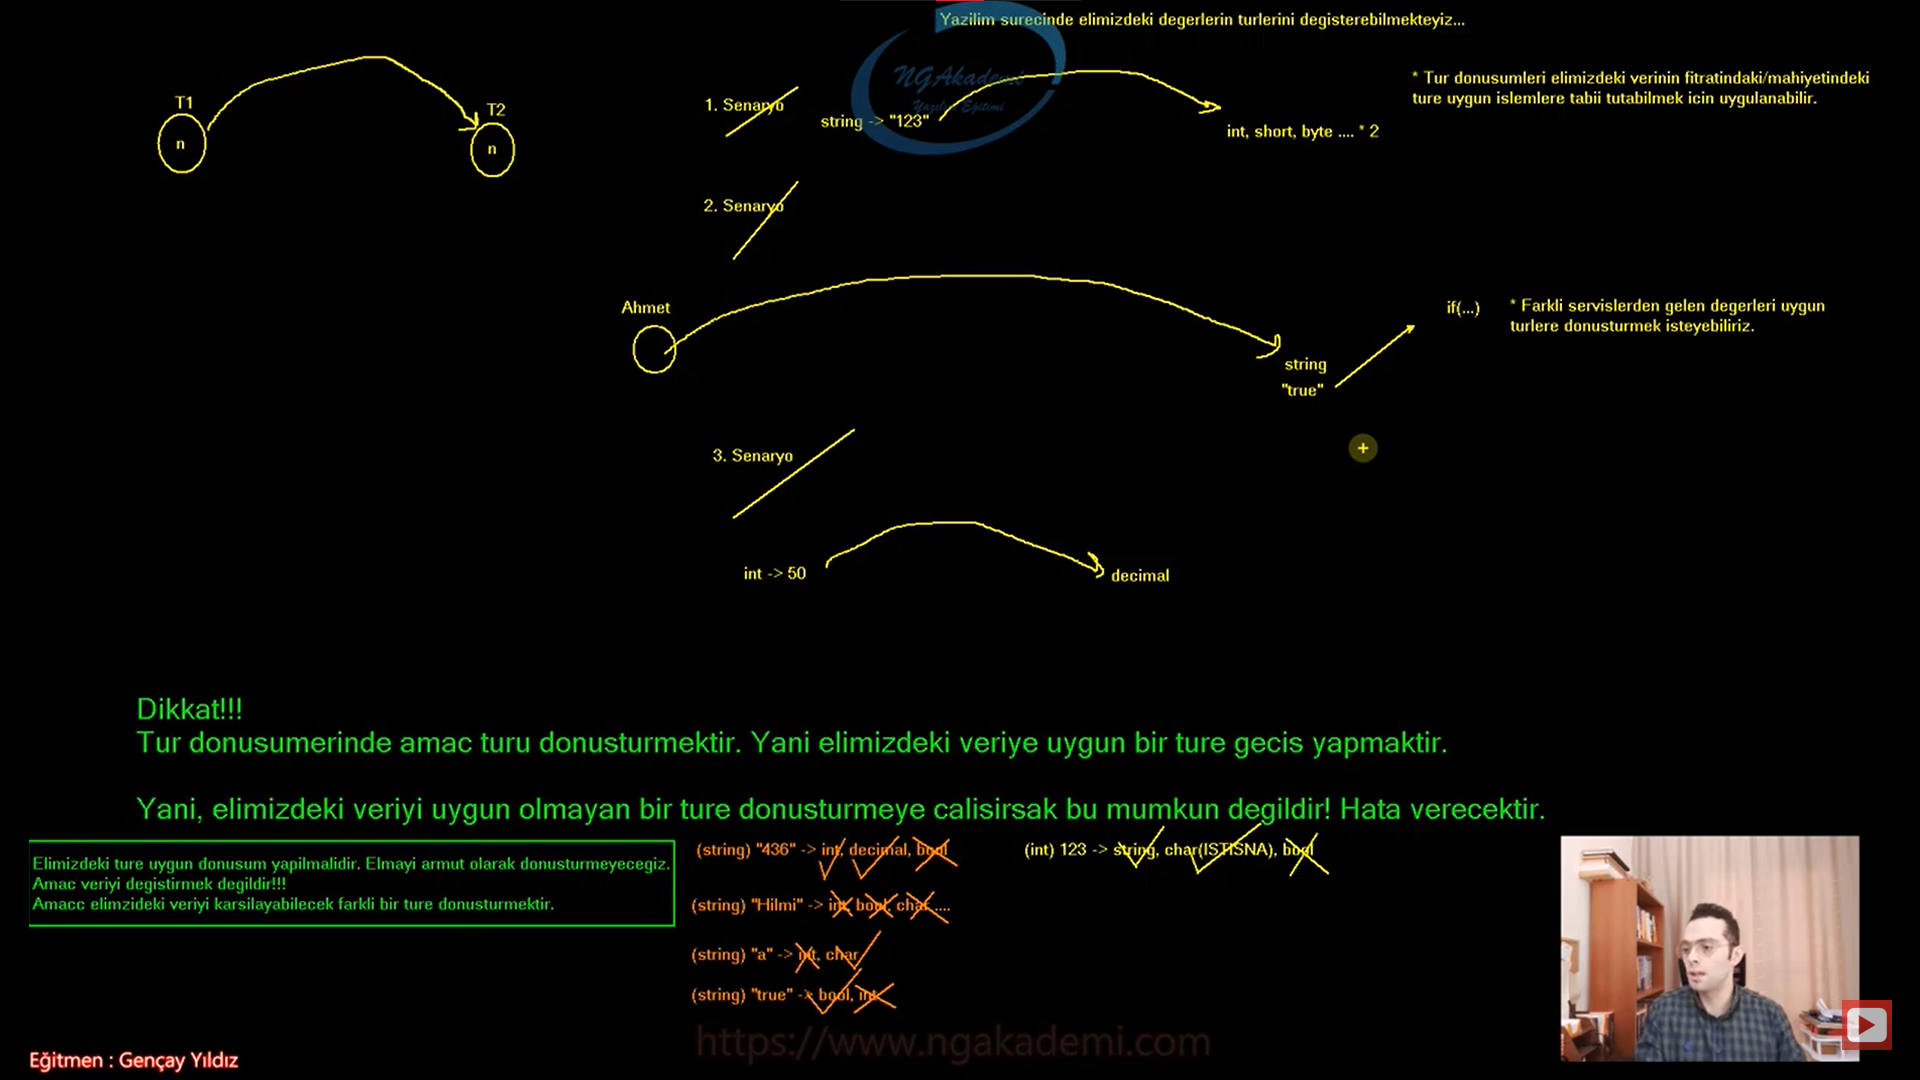 Yazilim surecinde elimizdeki degerlerin turlerini degisterebilmekteyiz...
NGAkademi
Yazılım Eğitimi
T1
n
T2
n
1. Senaryo
string -> "123"
int, short, byte .... * 2
* Tur donusumleri elimizdeki verinin fitratindaki/mahiyetindeki
ture uygun islemlere tabii tutabilmek icin uygulanabilir.
2. Senaryo
Ahmet
string
"true"
if(...)
* Farkli servislerden gelen degerleri uygun
turlere donusturmek isteyebiliriz.
3. Senaryo
int -> 50
decimal
Dikkat!!!
Tur donusumerinde amac turu donusturmektir. Yani elimizdeki veriye uygun bir ture gecis yapmaktir.
Yani, elimizdeki veriyi uygun olmayan bir ture donusturmeye calisirsak bu mumkun degildir! Hata verecektir.
Elimizdeki ture uygun donusum yapilmalidir. Elmayi armut olarak donusturmeyecegiz.
Amac veriyi degistirmek degildir!!!
Amacc elimzideki veriyi karsilayabilecek farkli bir ture donusturmektir.
(string) "436" -> int, decimal, bool
(string) "Hilmi" -> int, bool, char ....
(string) "a" -> int, char
(string) "true" -> bool, int
(int) 123 -> string, char(ISTISNA), bool
https://www.ngakademi.com
Eğitmen : Gençay Yıldız